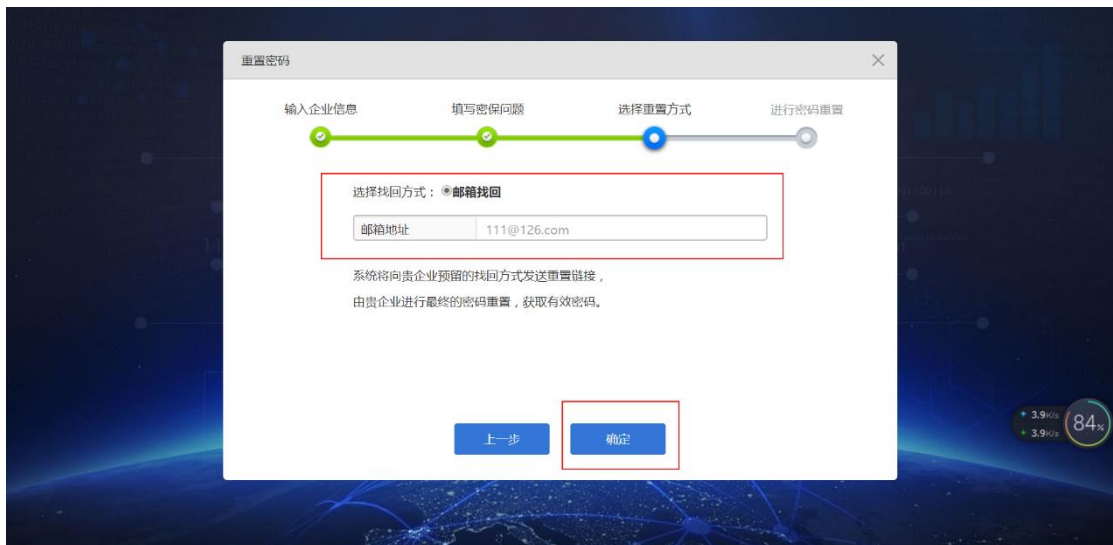 重置密码
输入企业信息 填写密保问题 选择重置方式 进行密码重置
选择找回方式：邮箱找回
邮箱地址 111@126.com
系统将向贵企业预留的找回方式发送重置链接，
由贵企业进行最终的密码重置，获取有效密码。
上一步 确定
3.9K/s
3.9K/s
84%